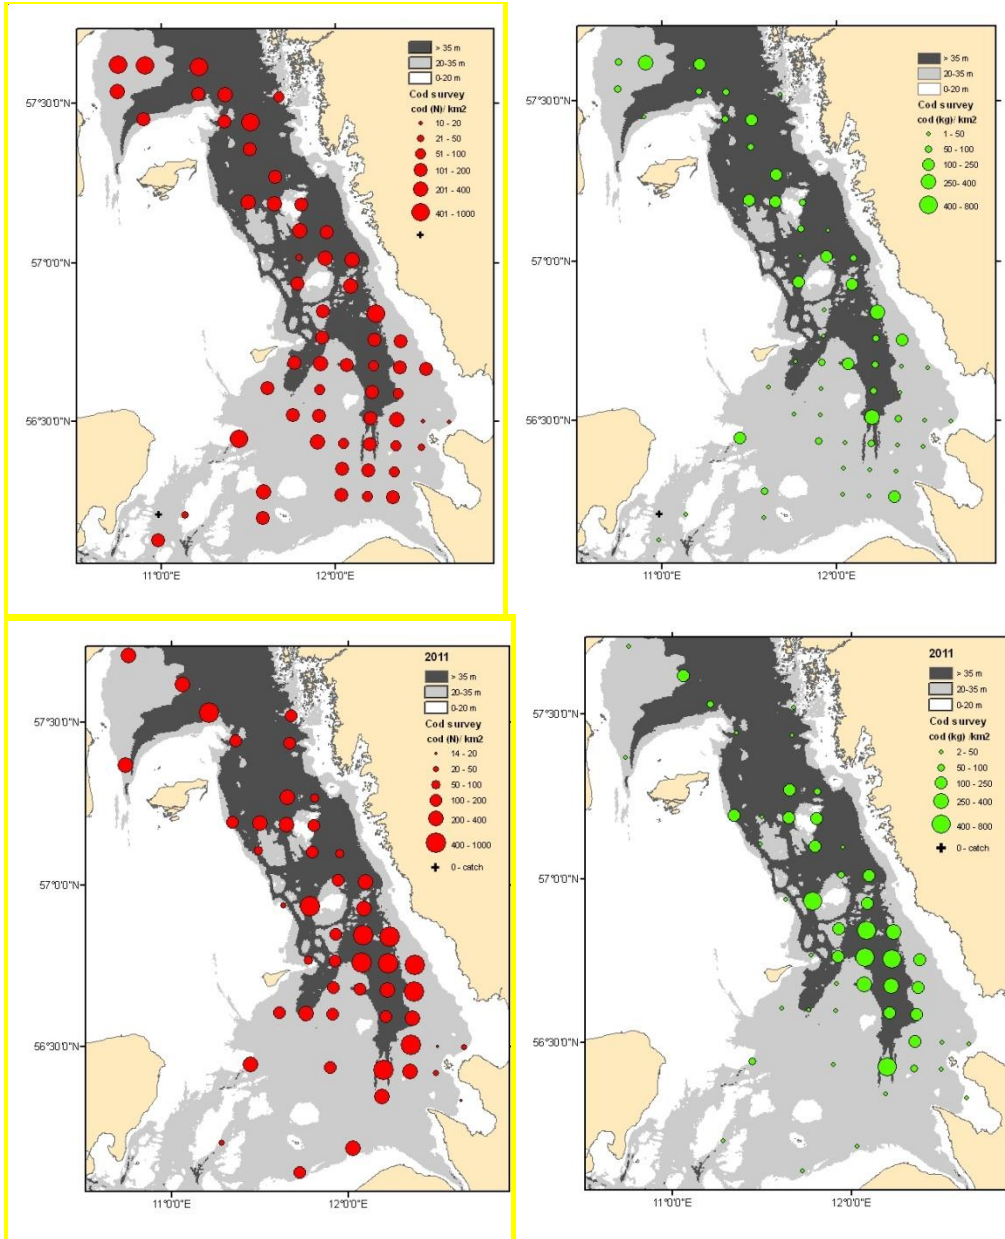 > 35 m
20-35 m
0-20 m
Cod survey
cod (N)/ km2
10 - 20
21 - 50
51 - 100
101 - 200
201 - 400
401 - 1000
57°30'0"N
57°0'0"N
56°30'0"N
11°0'0"E
12°0'0"E
> 35 m
20-35 m
0-20 m
Cod survey
cod (kg)/ km2
1 - 50
50 - 100
100 - 250
250- 400
400 - 800
57°30'0"N
57°0'0"N
56°30'0"N
11°0'0"E
12°0'0"E
2011
> 35 m
20-35 m
0-20 m
Cod survey
cod (N)/ km2
14 - 20
20 - 50
50 - 100
100 - 200
200 - 400
400 - 1000
0 - catch
57°30'0"N
57°0'0"N
56°30'0"N
11°0'0"E
12°0'0"E
2011
> 35 m
20-35 m
0-20 m
Cod survey
cod (kg) /km2
2 - 50
50 - 100
100 - 250
250 - 400
400 - 800
0 - catch
57°30'0"N
57°0'0"N
56°30'0"N
11°0'0"E
12°0'0"E